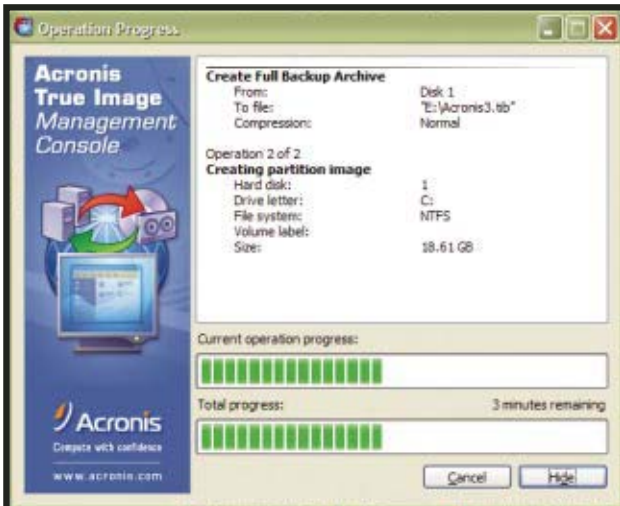 Operation Progress
Acronis
True Image
Management
Console
Create Full Backup Archive
From: Disk 1
To file: "E:\Acronis3.tib"
Compression: Normal
Operation 2 of 2
Creating partition image
Hard disk: 1
Drive letter: C:
File system: NTFS
Volume label:
Size: 18.61 GB
Current operation progress:
Total progress: 3 minutes remaining
Acronis
Compute with confidence
www.acronis.com
Cancel
Hide